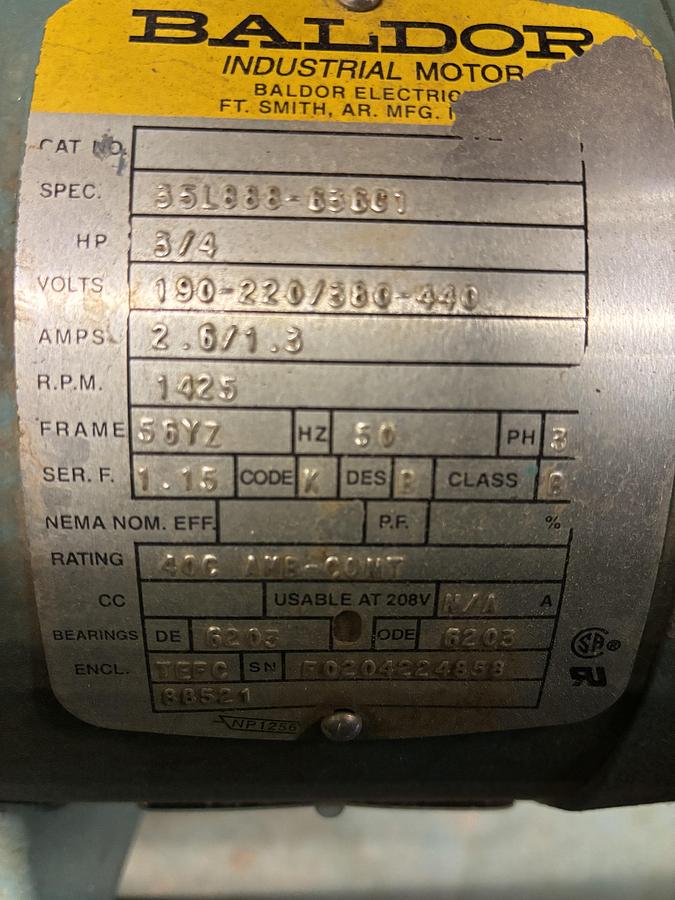 BALDOR
INDUSTRIAL MOTOR
BALDOR ELECTRIC
FT. SMITH, AR. MFG.
CAT NO.
SPEC. 35L888-636G1
HP 3/4
VOLTS 190-220/380-440
AMPS 2.6/1.3
R.P.M. 1425
FRAME 56YZ HZ 50 PH 3
SER. F. 1.15 CODE K DES B CLASS B
NEMA NOM. EFF. P.F. %
RATING 40C AMB-CONT
CC USABLE AT 208V N/A A
BEARINGS DE 6203 ODE 6203
ENCL. TEFC SN F0204224858
88521
NP1256
SA ®
RU